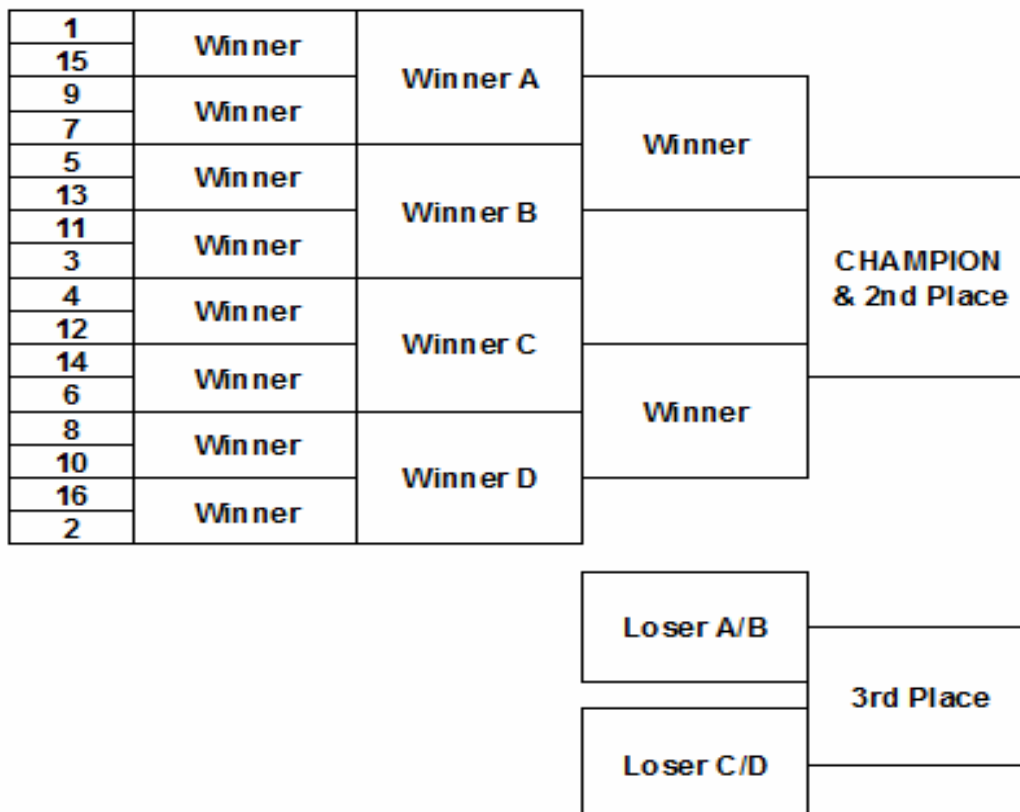 1
15
Winner
Winner A
9
7
Winner
Winner
5
13
Winner
Winner B
11
3
Winner
CHAMPION
& 2nd Place
4
12
Winner
Winner C
14
6
Winner
Winner
8
10
Winner
Winner D
16
2
Winner
Loser A/B
3rd Place
Loser C/D